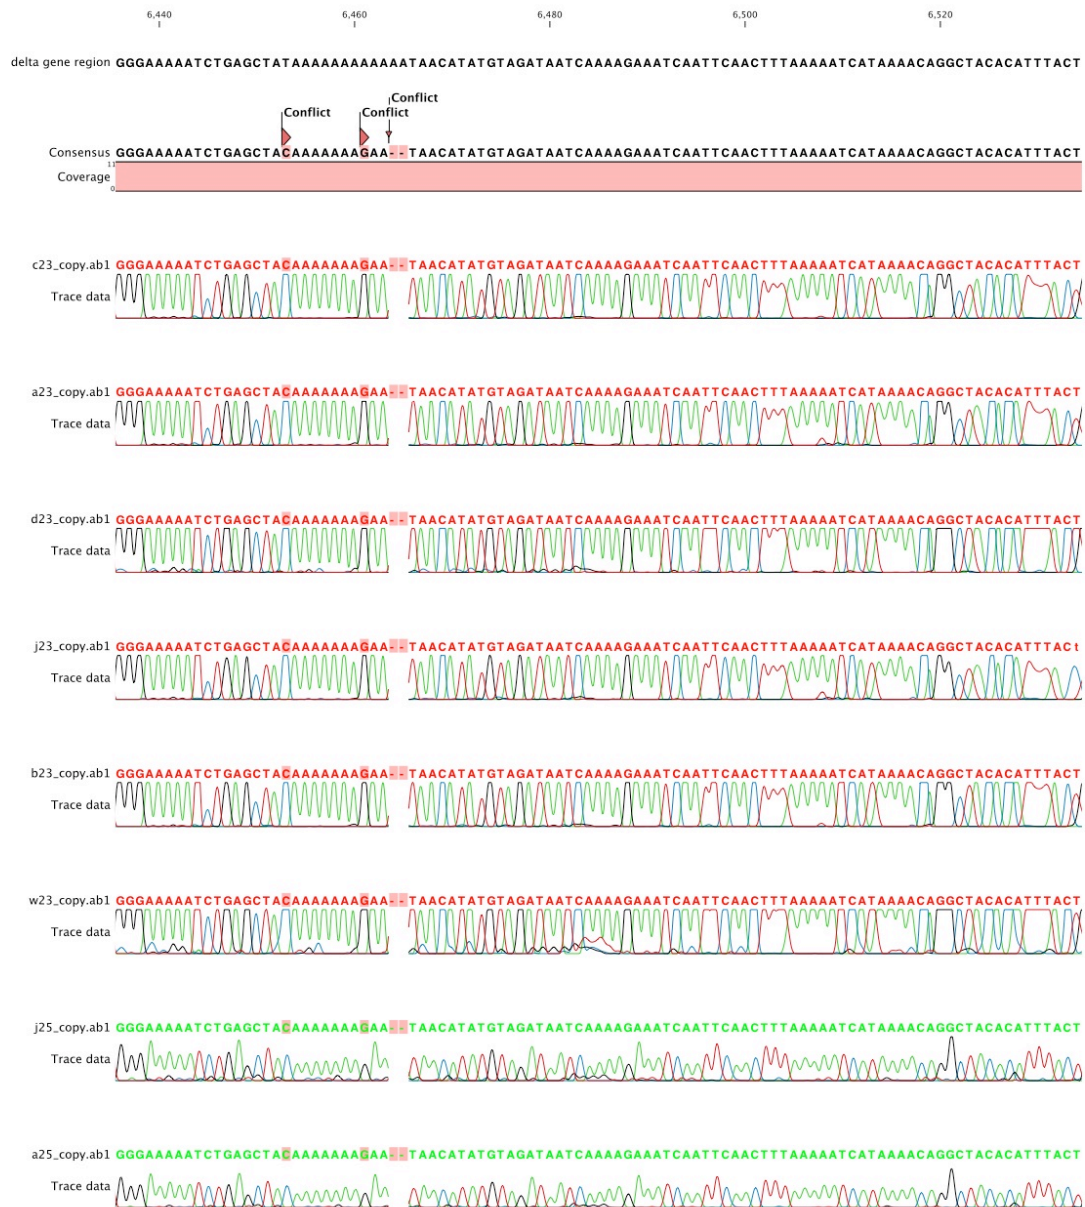 6,440 6,460 6,480 6,500 6,520
delta gene region GGGAAAAATCTGAGCTATAAAAAAAAAAAATAACATATGTAGATAATCAAAAGAAATCAATTCAACTTTAAAAATCATAAAACAGGCTACACATTTACT
Conflict
Conflict Conflict
Consensus GGGAAAAATCTGAGCTACAAAAAAAGAA--TAACATATGTAGATAATCAAAAGAAATCAATTCAACTTTAAAAATCATAAAACAGGCTACACATTTACT
11
Coverage
0
c23_copy.ab1 GGGAAAAATCTGAGCTACAAAAAAAGAA--TAACATATGTAGATAATCAAAAGAAATCAATTCAACTTTAAAAATCATAAAACAGGCTACACATTTACT
Trace data
a23_copy.ab1 GGGAAAAATCTGAGCTACAAAAAAAGAA--TAACATATGTAGATAATCAAAAGAAATCAATTCAACTTTAAAAATCATAAAACAGGCTACACATTTACT
Trace data
d23_copy.ab1 GGGAAAAATCTGAGCTACAAAAAAAGAA--TAACATATGTAGATAATCAAAAGAAATCAATTCAACTTTAAAAATCATAAAACAGGCTACACATTTACT
Trace data
j23_copy.ab1 GGGAAAAATCTGAGCTACAAAAAAAGAA--TAACATATGTAGATAATCAAAAGAAATCAATTCAACTTTAAAAATCATAAAACAGGCTACACATTTACt
Trace data
b23_copy.ab1 GGGAAAAATCTGAGCTACAAAAAAAGAA--TAACATATGTAGATAATCAAAAGAAATCAATTCAACTTTAAAAATCATAAAACAGGCTACACATTTACT
Trace data
w23_copy.ab1 GGGAAAAATCTGAGCTACAAAAAAAGAA--TAACATATGTAGATAATCAAAAGAAATCAATTCAACTTTAAAAATCATAAAACAGGCTACACATTTACT
Trace data
j25_copy.ab1 GGGAAAAATCTGAGCTACAAAAAAAGAA--TAACATATGTAGATAATCAAAAGAAATCAATTCAACTTTAAAAATCATAAAACAGGCTACACATTTACT
Trace data
a25_copy.ab1 GGGAAAAATCTGAGCTACAAAAAAAGAA--TAACATATGTAGATAATCAAAAGAAATCAATTCAACTTTAAAAATCATAAAACAGGCTACACATTTACT
Trace data